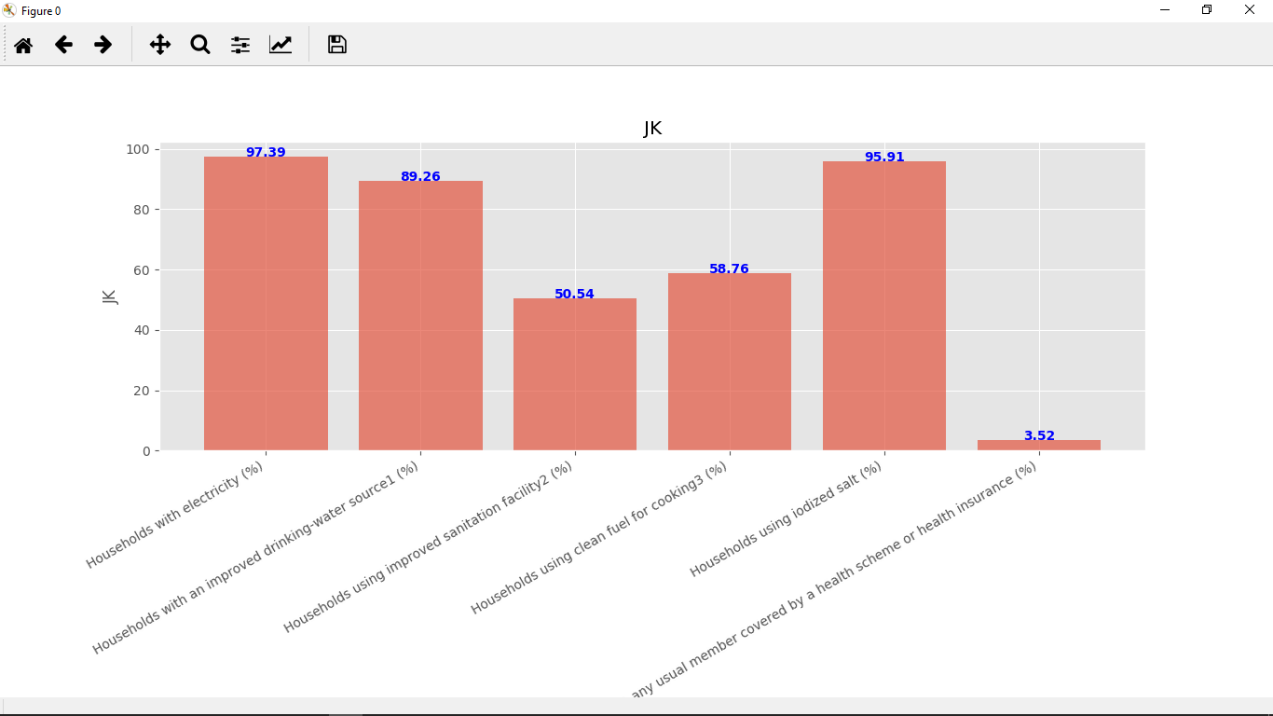 Figure 0
JK
100
80
60
40
20
0
JK
97.39
89.26
50.54
58.76
95.91
3.52
Households with electricity (%)
Households with an improved drinking-water source1 (%)
Households using improved sanitation facility2 (%)
Households using clean fuel for cooking3 (%)
Households using iodized salt (%)
any usual member covered by a health scheme or health insurance (%)